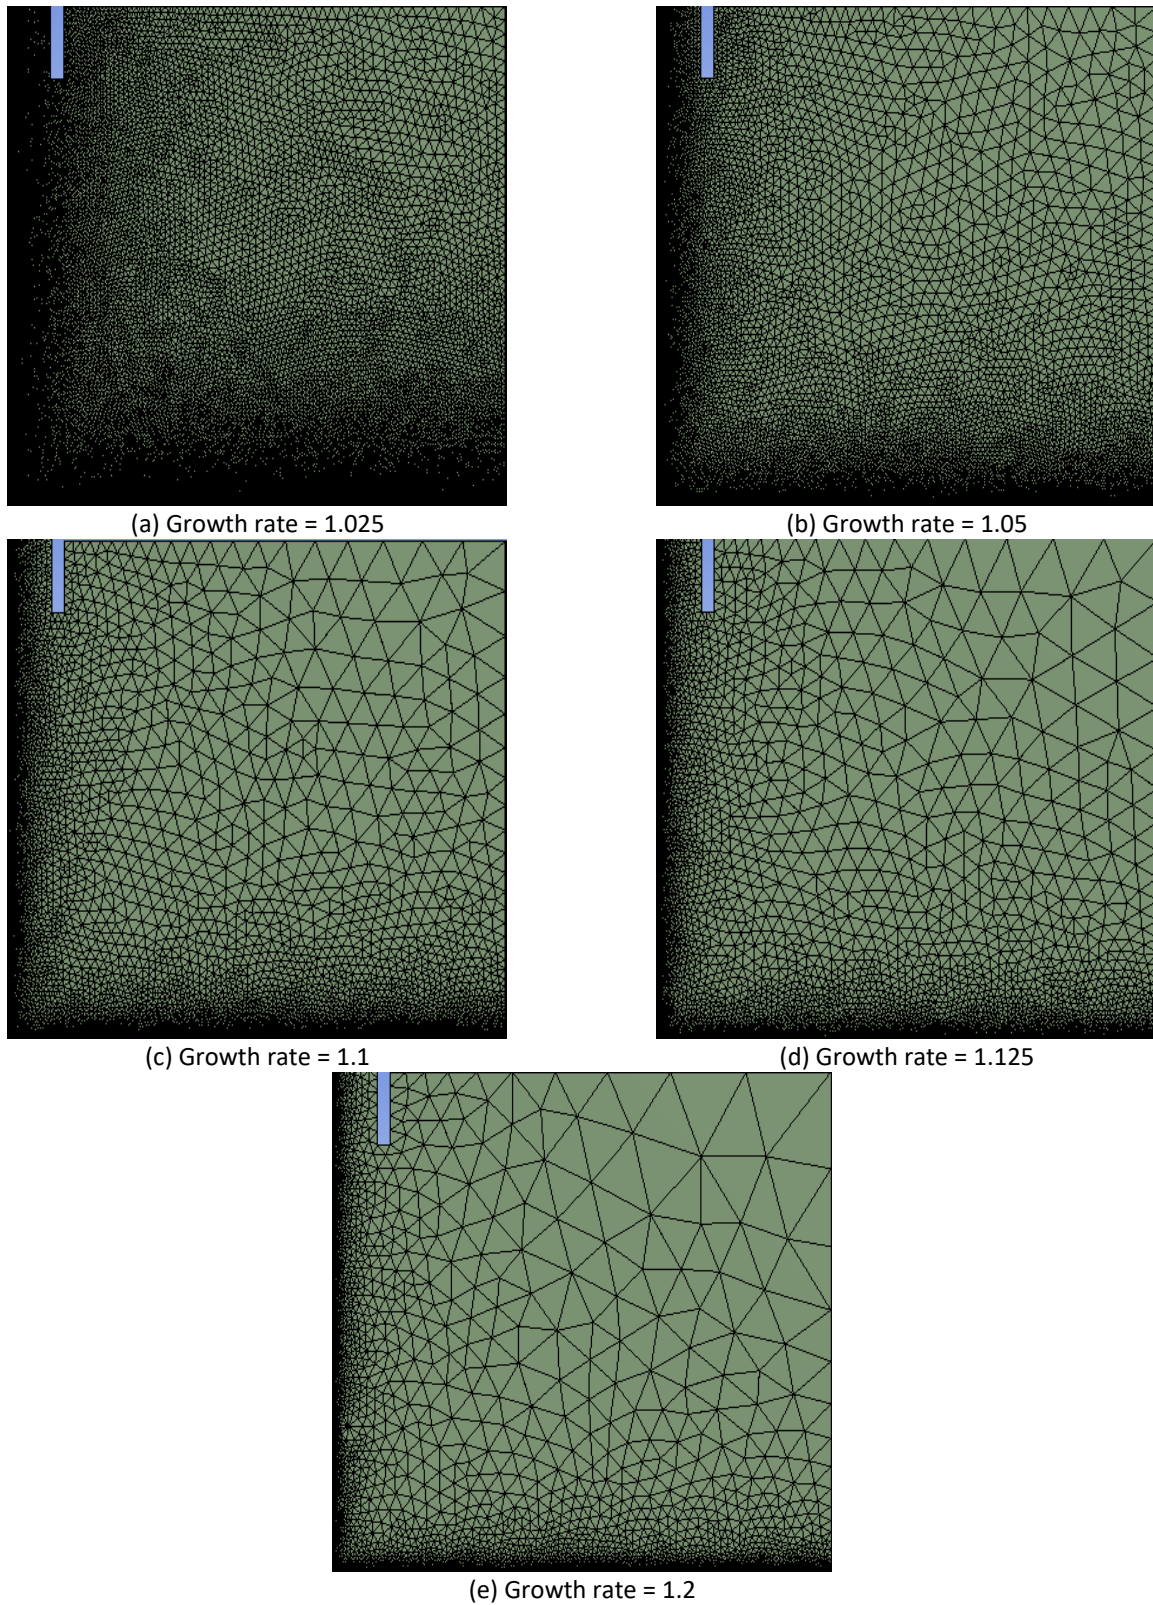 (a) Growth rate = 1.025
(b) Growth rate = 1.05
(c) Growth rate = 1.1
(d) Growth rate = 1.125
(e) Growth rate = 1.2